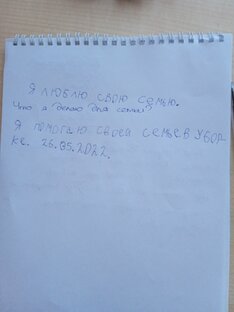 Я люблю свою семью.
Что я делаю для семьи?
Я помогаю своей семье в убор
ке. 26.05.2022.